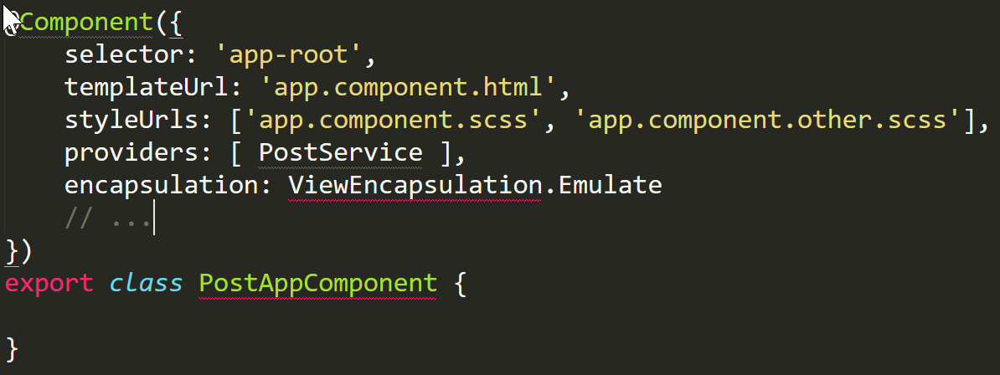 @Component({
    selector: 'app-root',
    templateUrl: 'app.component.html',
    styleUrls: ['app.component.scss', 'app.component.other.scss'],
    providers: [ PostService ],
    encapsulation: ViewEncapsulation.Emulate
    // ...
})
export class PostAppComponent {
}